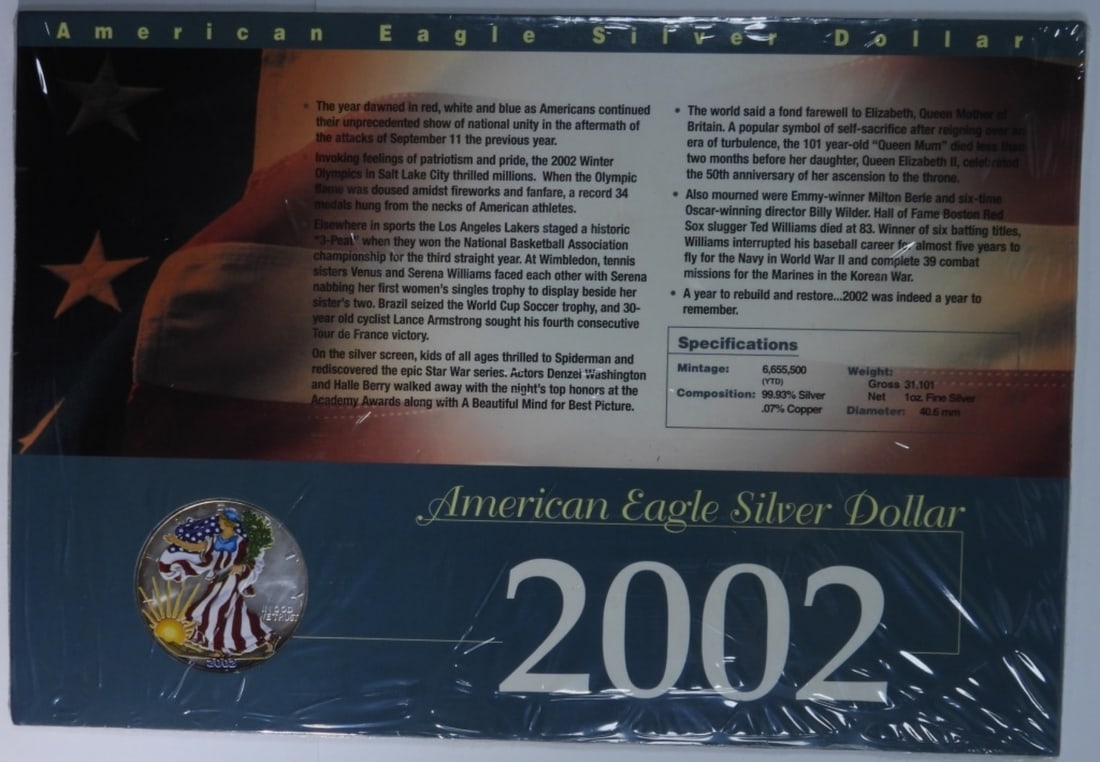 American Eagle Silver Dollar
• The year dawned in red, white and blue as Americans continued
their unprecedented show of national unity in the aftermath of
the attacks of September 11 the previous year.
Invoking feelings of patriotism and pride, the 2002 Winter
Olympics in Salt Lake City thrilled millions. When the Olympic
flame was doused amidst fireworks and fanfare, a record 34
medals hung from the necks of American athletes.
Elsewhere in sports the Los Angeles Lakers staged a historic
"3-Peat" when they won the National Basketball Association
championship for the third straight year. At Wimbledon, tennis
sisters Venus and Serena Williams faced each other with Serena
nabbing her first women's singles trophy to display beside her
sister's two. Brazil seized the World Cup Soccer trophy, and 30-
year old cyclist Lance Armstrong sought his fourth consecutive
Tour de France victory.
On the silver screen, kids of all ages thrilled to Spiderman and
rediscovered the epic Star War series. Actors Denzel Washington
and Halle Berry walked away with the night's top honors at the
Academy Awards along with A Beautiful Mind for Best Picture.
• The world said a fond farewell to Elizabeth, Queen Mother of
Britain. A popular symbol of self-sacrifice after reigning over an
era of turbulence, the 101 year-old "Queen Mum" died less than
two months before her daughter, Queen Elizabeth II, celebrated
the 50th anniversary of her ascension to the throne.
• Also mourned were Emmy-winner Milton Berle and six-time
Oscar-winning director Billy Wilder. Hall of Fame Boston Red
Sox slugger Ted Williams died at 83. Winner of six batting titles,
Williams interrupted his baseball career for almost five years to
fly for the Navy in World War II and complete 39 combat
missions for the Marines in the Korean War.
• A year to rebuild and restore...2002 was indeed a year to
remember.
Specifications
Mintage: 6,655,500
(YTD)
Composition: 99.93% Silver
.07% Copper
Weight:
Gross 31.101
Net 1oz. Fine Silver
Diameter: 40.6 mm
American Eagle Silver Dollar
2002
IN GOD
WE TRUST
2002